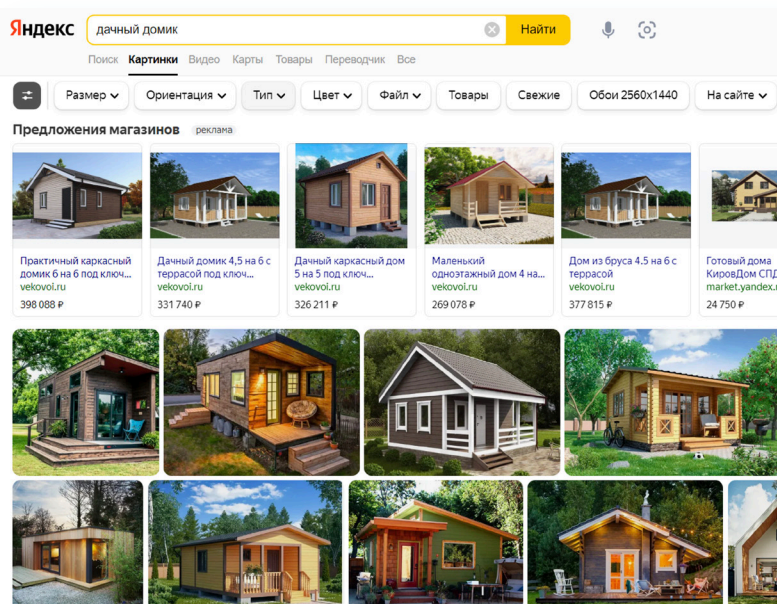 Яндекс
дачный домик
Найти
Поиск Картинки Видео Карты Товары Переводчик Все
Размер Ориентация Тип Цвет Файл Товары Свежие Обои 2560x1440 На сайте
Предложения магазинов реклама
Практичный каркасный
домик 6 на 6 под ключ...
vekovoi.ru
398 088 ₽
Дачный домик 4,5 на 6 с
террасой под ключ...
vekovoi.ru
331 740 ₽
Дачный каркасный дом
5 на 5 под ключ...
vekovoi.ru
326 211 ₽
Маленький
одноэтажный дом 4 на...
vekovoi.ru
269 078 ₽
Дом из бруса 4.5 на 6 с
террасой
vekovoi.ru
377 815 ₽
Готовый дома
КировДом СПД
market.yandex.r
24 750 ₽